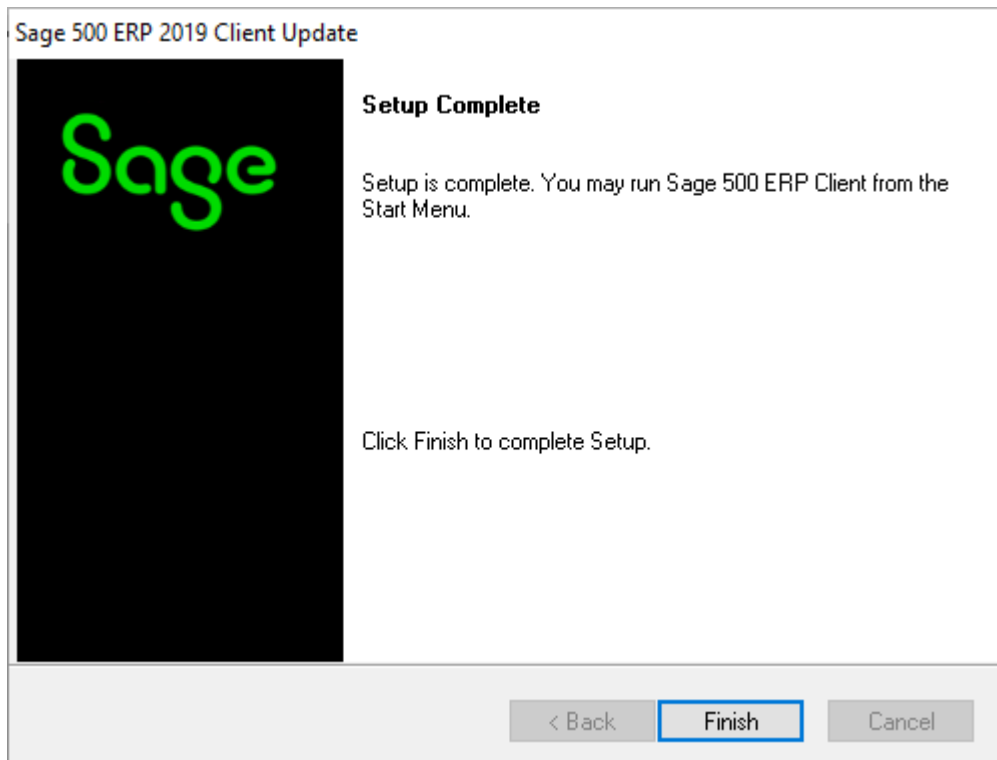 Sage 500 ERP 2019 Client Update
Sage
Setup Complete
Setup is complete. You may run Sage 500 ERP Client from the
Start Menu.
Click Finish to complete Setup.
< Back
Finish
Cancel